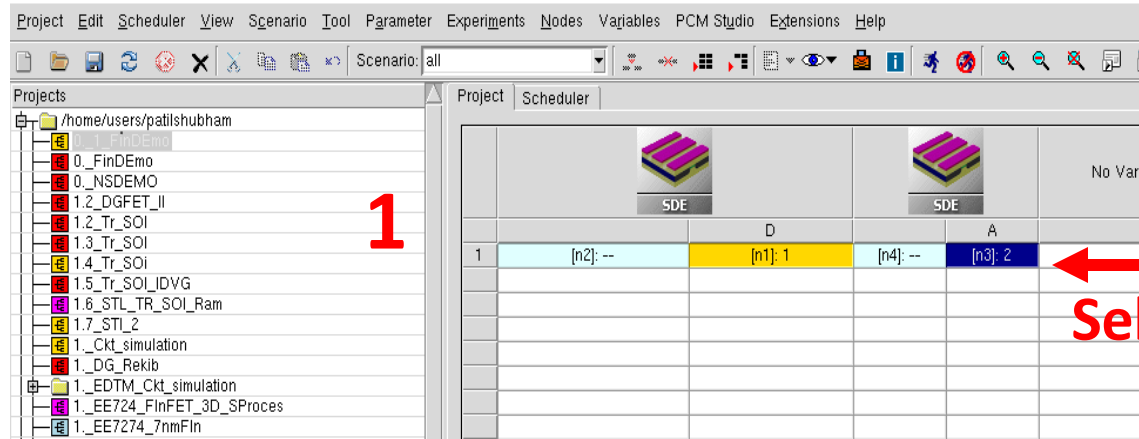 Project Edit Scheduler View Scenario Tool Parameter Experiments Nodes Variables PCM Studio Extensions Help
Scenario: all
Projects
/home/users/patilshubham
0._1_FinDEmo
0._FinDEmo
0._NSDEMO
1.2_DGFET_II
1.2_Tr_SOI
1.3_Tr_SOI
1.4_Tr_SOi
1.5_Tr_SOI_IDVG
1.6_STL_TR_SOI_Ram
1.7_STI_2
1._Ckt_simulation
1._DG_Rekib
1._EDTM_Ckt_simulation
1._EE724_FInFET_3D_SProces
1._EE7274_7nmFIn
1
Project Scheduler
SDE SDE No Var
D A
1 [n2]: -- [n1]: 1 [n4]: -- [n3]: 2